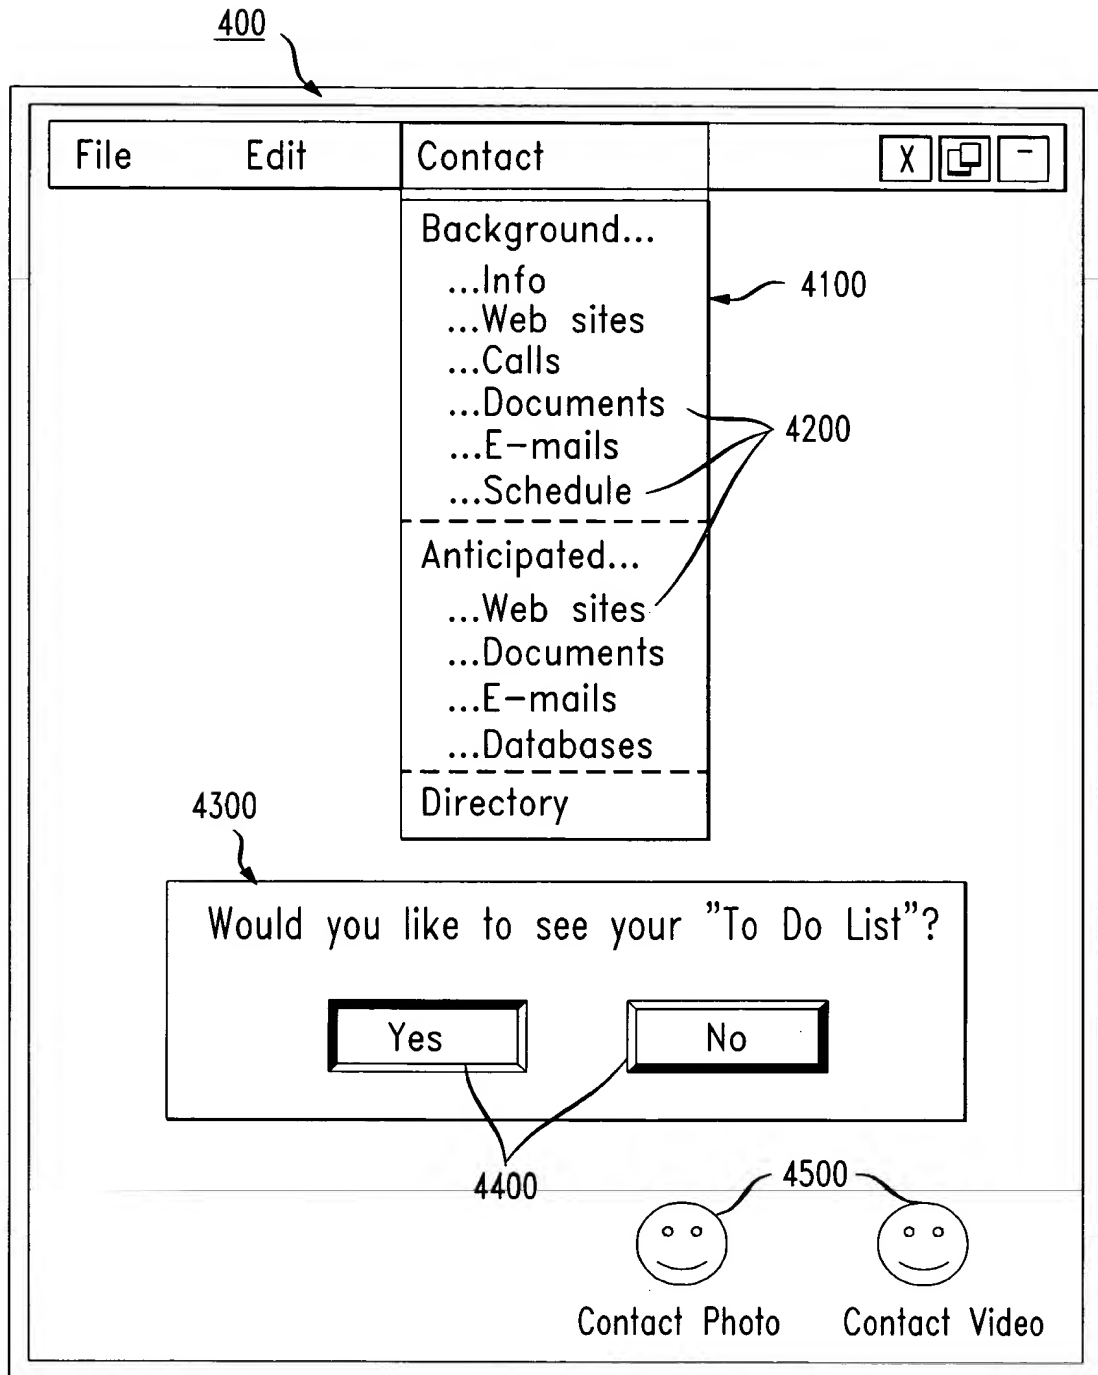 400
File Edit Contact X
Background...
...Info
4100
...Web sites
...Calls
...Documents
4200
...E-mails
...Schedule
Anticipated...
...Web sites
...Documents
...E-mails
...Databases
Directory
4300
Would you like to see your "To Do List"?
Yes No
4400
4500
Contact Photo Contact Video